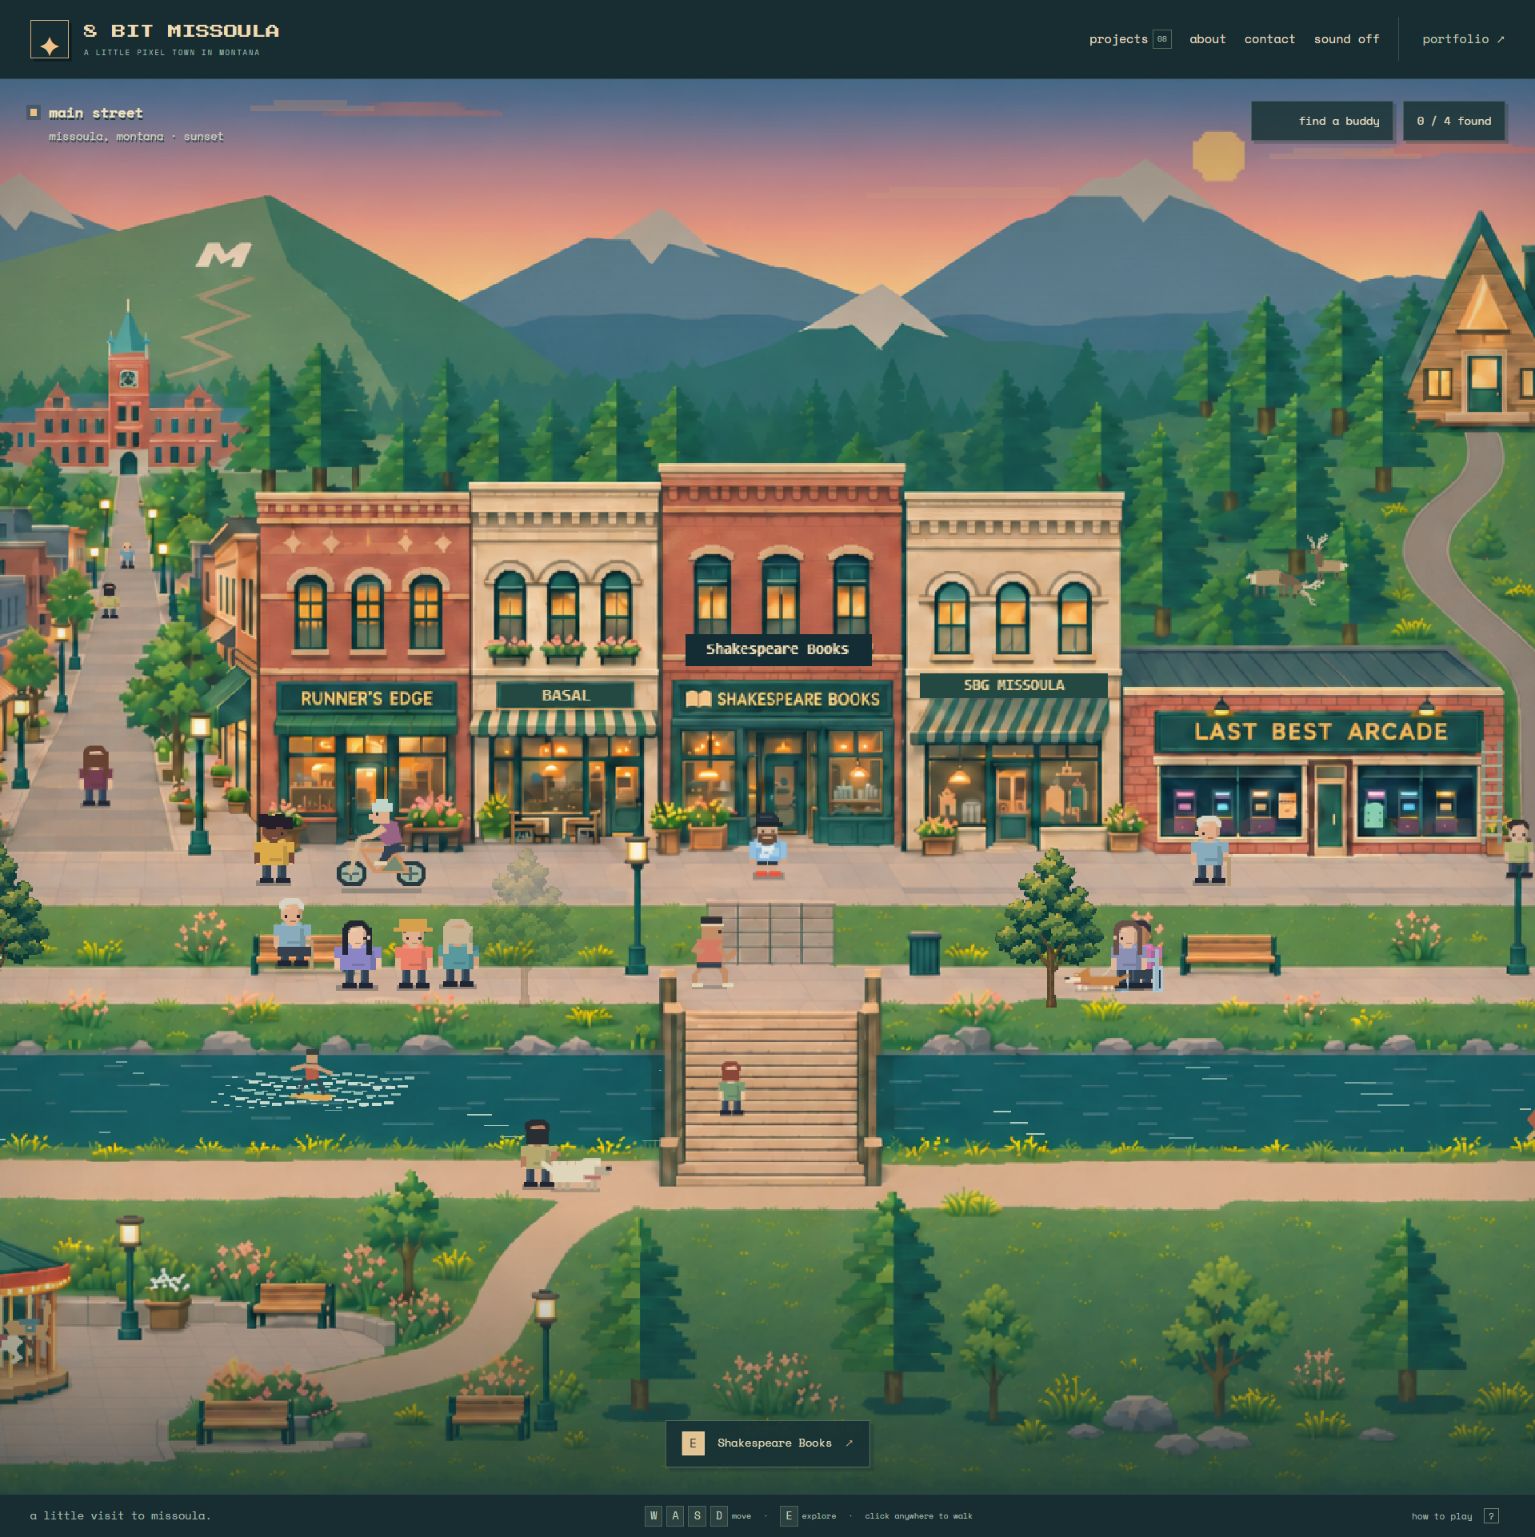 8 BIT MISSOULA
A LITTLE PIXEL TOWN IN MONTANA
projects 08 about contact sound off portfolio ↗
main street
missoula, montana · sunset
find a buddy
0 / 4 found
M
Shakespeare Books
RUNNER'S EDGE
BASAL
SHAKESPEARE BOOKS
SBG MISSOULA
LAST BEST ARCADE
E Shakespeare Books ↗
a little visit to missoula.
W A S D move · E explore · click anywhere to walk
how to play ?